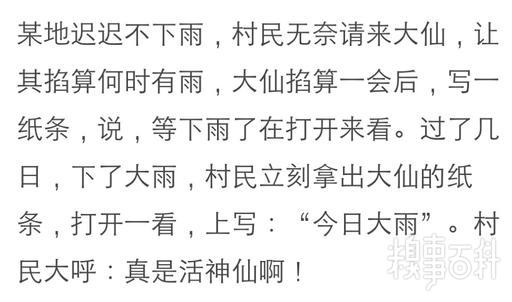 某地迟迟不下雨，村民无奈请来大仙，让
其掐算何时有雨，大仙掐算一会后，写一
纸条，说，等下雨了在打开来看。过了几
日，下了大雨，村民立刻拿出大仙的纸
条，打开一看，上写：“今日大雨”。村
民大呼：真是活神仙啊！
糗事百科